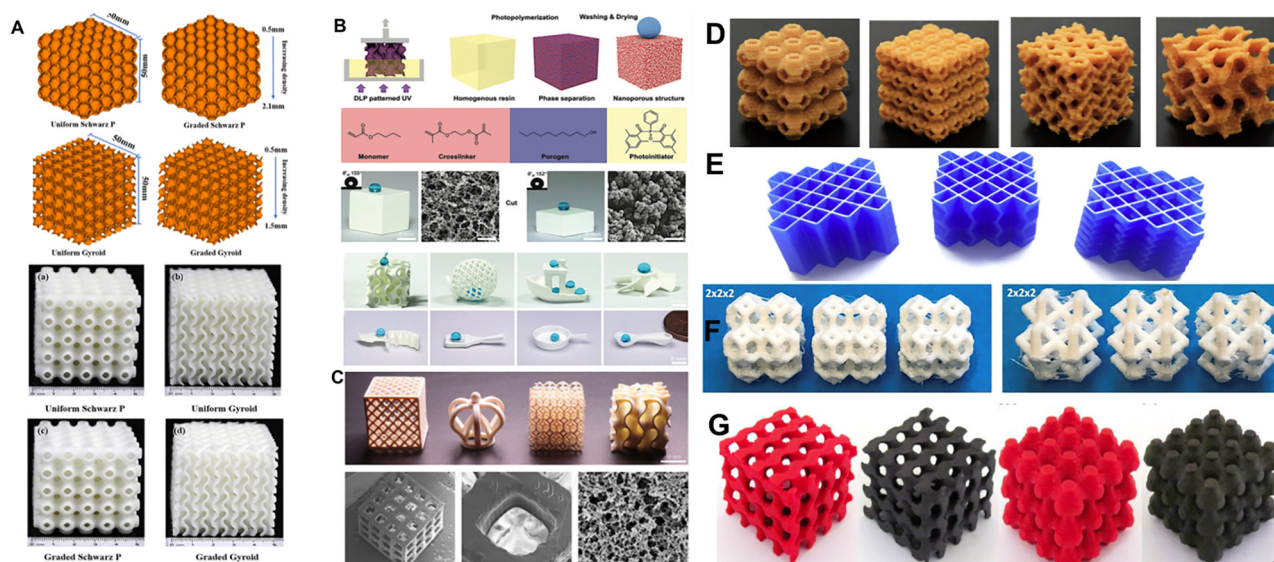 A
50mm
50mm
0.5mm
Increasing density
2.1mm
Uniform Schwarz P
Graded Schwarz P
50mm
50mm
0.5mm
Increasing density
1.5mm
Uniform Gyroid
Graded Gyroid
(a)
(b)
Uniform Schwarz P
Uniform Gyroid
(c)
(d)
Graded Schwarz P
Graded Gyroid
B
Photopolymerization
Washing & Drying
DLP patterned UV
Homogenous resin
Phase separation
Nanoporous structure
OH
Monomer
Crosslinker
Porogen
Photoinitiator
Cut
C
D
E
2x2x2
2x2x2
F
G